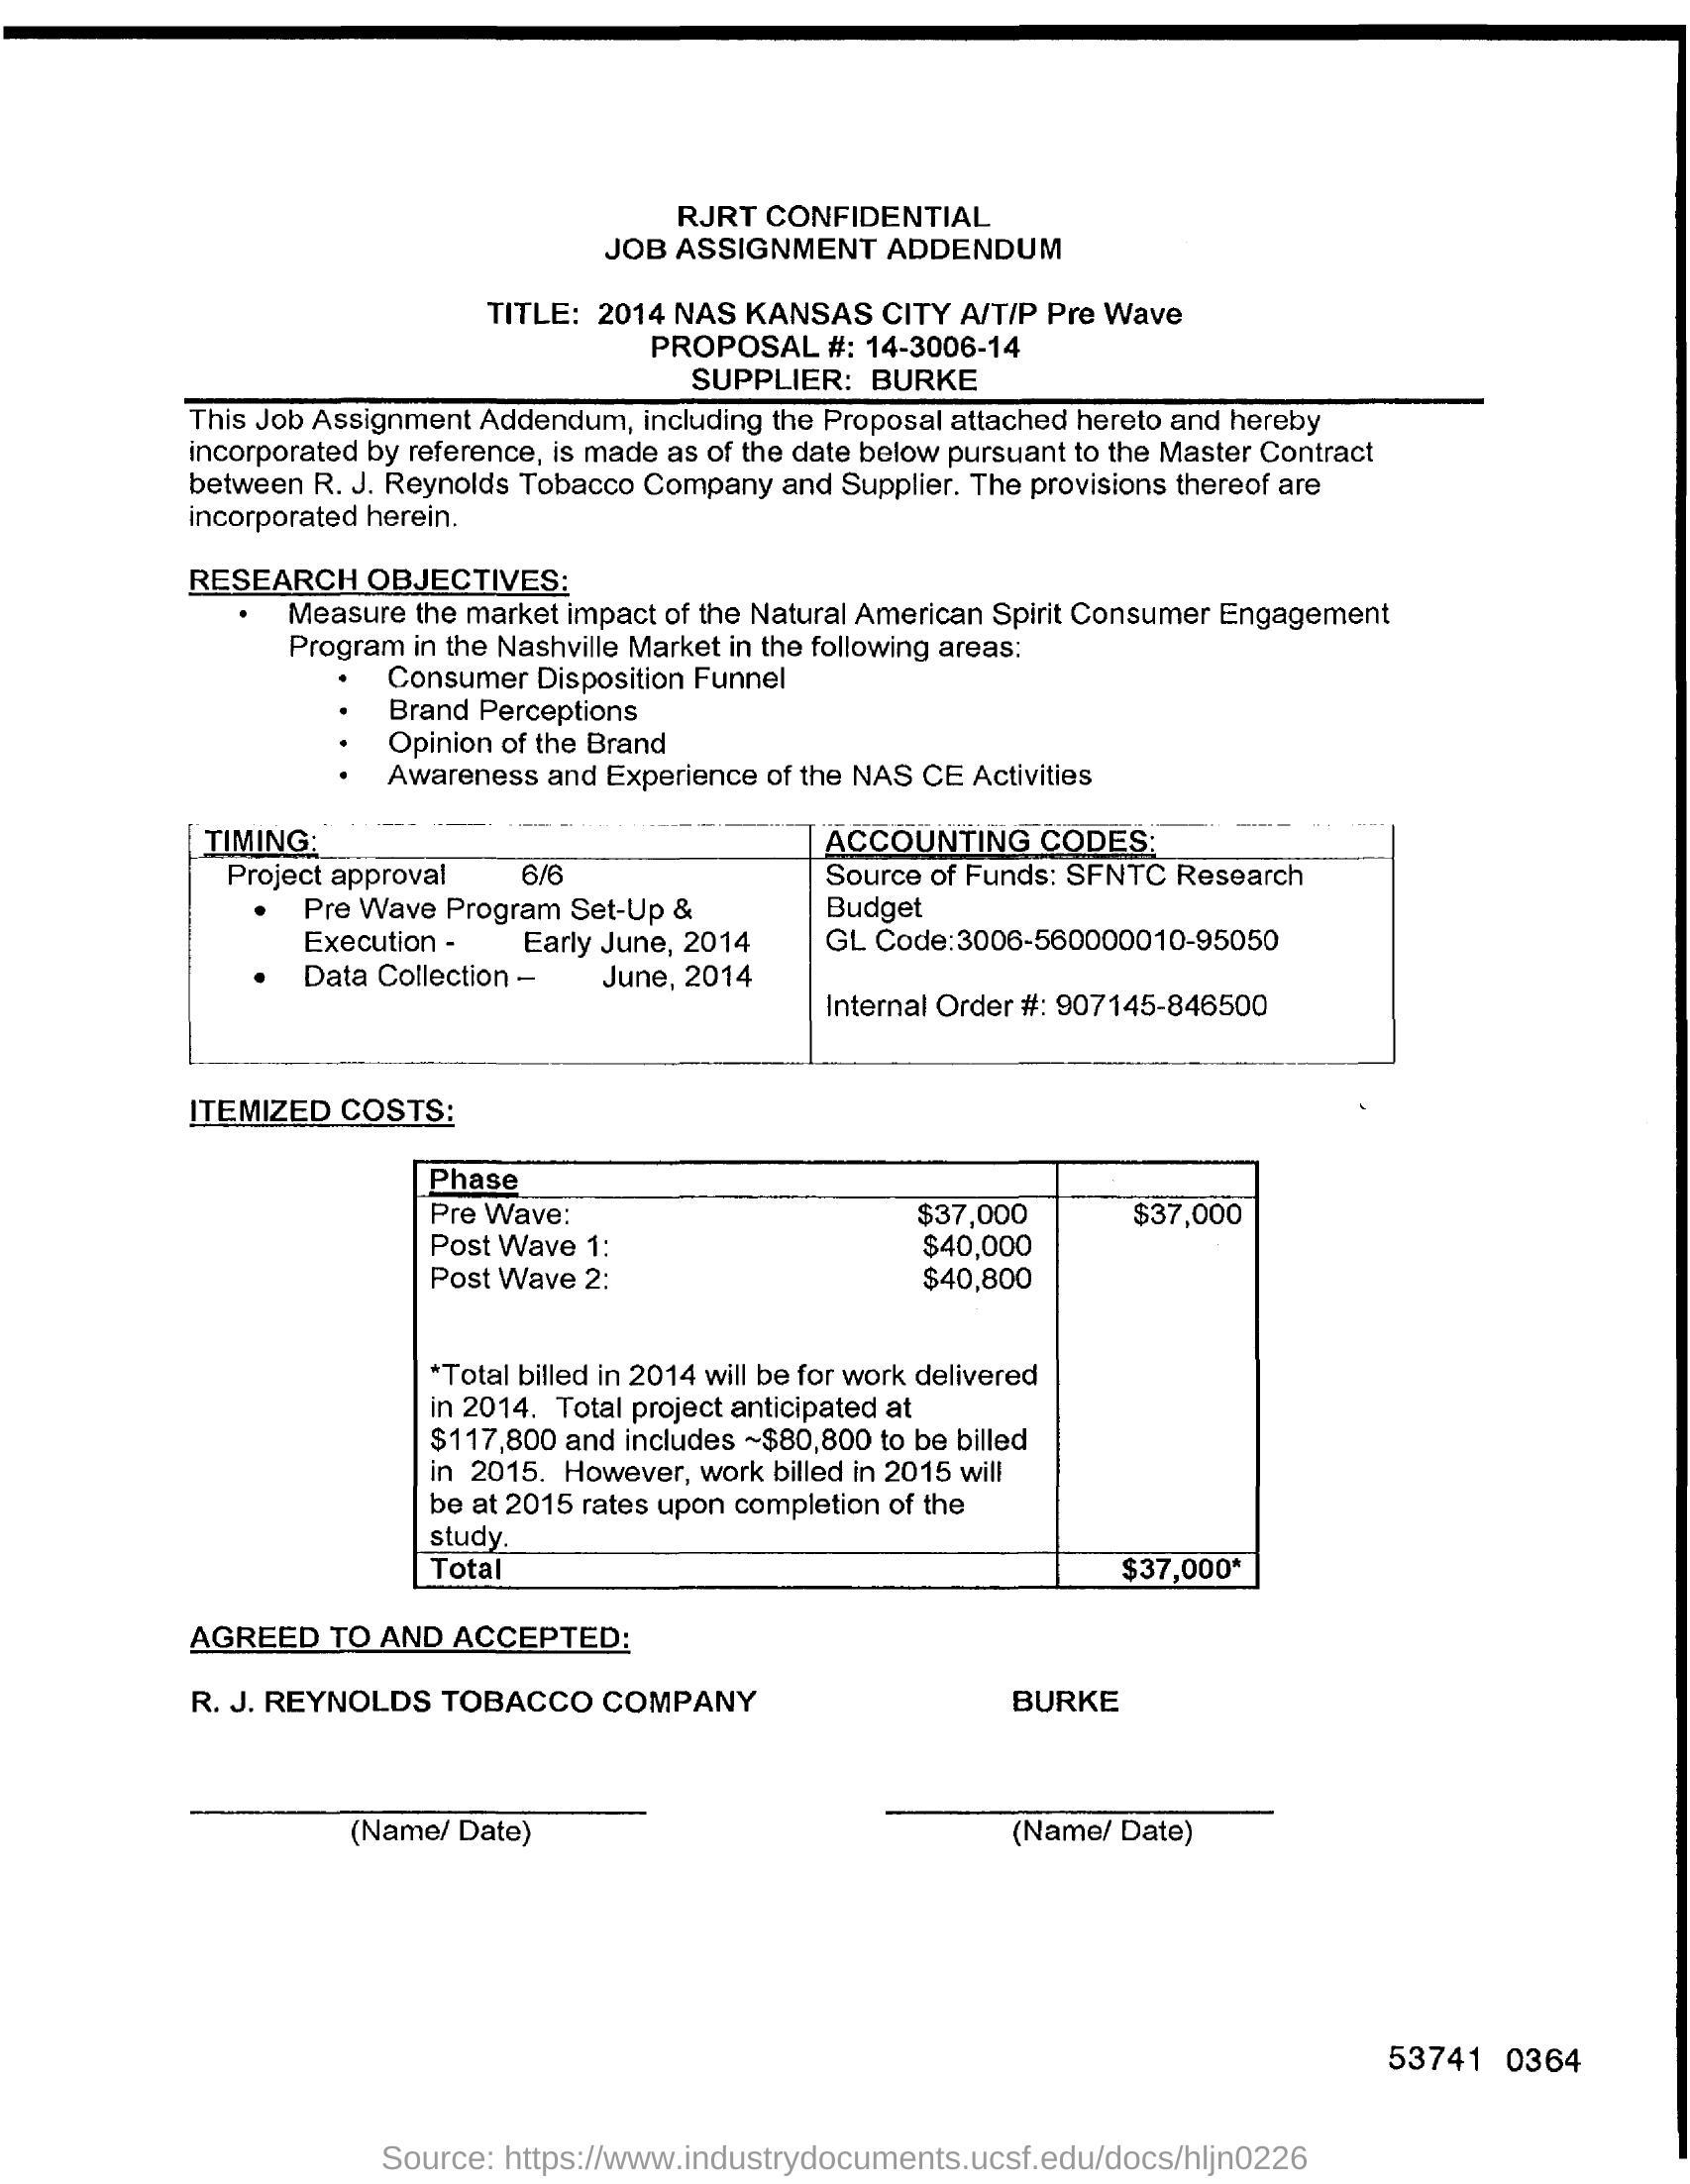 RJRT CONFIDENTIAL
JOB ASSIGNMENT ADDENDUM
TITLE: 2014 NAS KANSAS CITY A/T/P Pre Wave
PROPOSAL #: 14-3006-14
SUPPLIER: BURKE
This Job Assignment Addendum, including the Proposal attached hereto and hereby
incorporated by reference, is made as of the date below pursuant to the Master Contract
between R. J. Reynolds Tobacco Company and Supplier. The provisions thereof are
incorporated herein.
RESEARCH OBJECTIVES:
• Measure the market impact of the Natural American Spirit Consumer Engagement
Program in the Nashville Market in the following areas:
• Consumer Disposition Funnel
• Brand Perceptions
• Opinion of the Brand
• Awareness and Experience of the NAS CE Activities
TIMING:
Project approval 6/6
• Pre Wave Program Set-Up &
Execution - Early June, 2014
• Data Collection – June, 2014
ACCOUNTING CODES:
Source of Funds: SFNTC Research
Budget
GL Code:3006-560000010-95050
Internal Order #: 907145-846500
ITEMIZED COSTS:
Phase
Pre Wave: $37,000 $37,000
Post Wave 1: $40,000
Post Wave 2: $40,800
*Total billed in 2014 will be for work delivered
in 2014. Total project anticipated at
$117,800 and includes ~$80,800 to be billed
in 2015. However, work billed in 2015 will
be at 2015 rates upon completion of the
study.
Total $37,000*
AGREED TO AND ACCEPTED:
R. J. REYNOLDS TOBACCO COMPANY BURKE
(Name/ Date) (Name/ Date)
53741 0364
Source: https://www.industrydocuments.ucsf.edu/docs/hljn0226